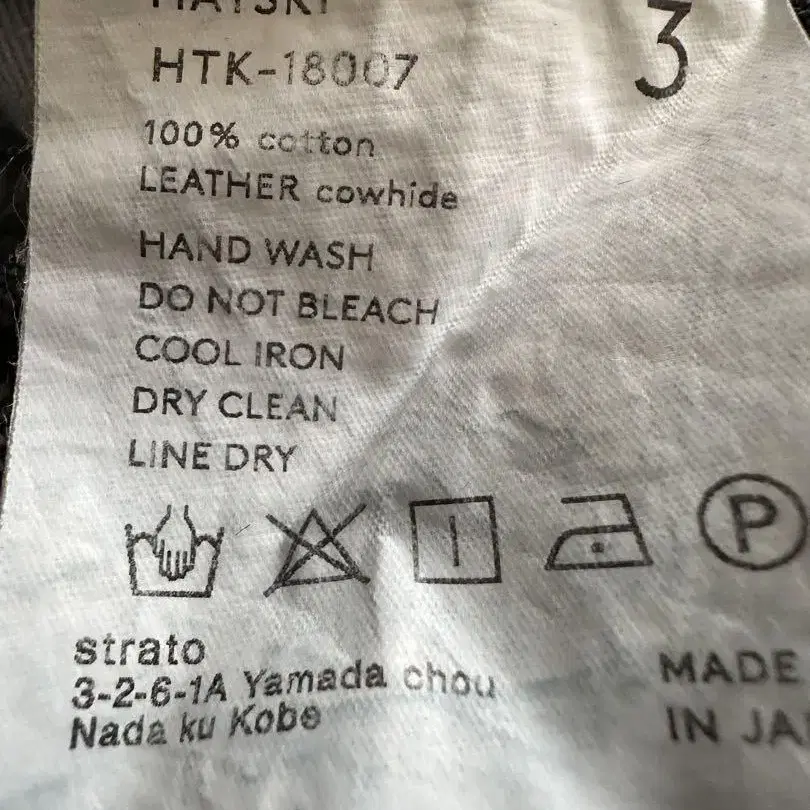 HTK-18007
3
100% cotton
LEATHER cowhide
HAND WASH
DO NOT BLEACH
COOL IRON
DRY CLEAN
LINE DRY
P
strato
3-2-6-1A Yamada chou
Nada ku Kobe
MADE
IN JA